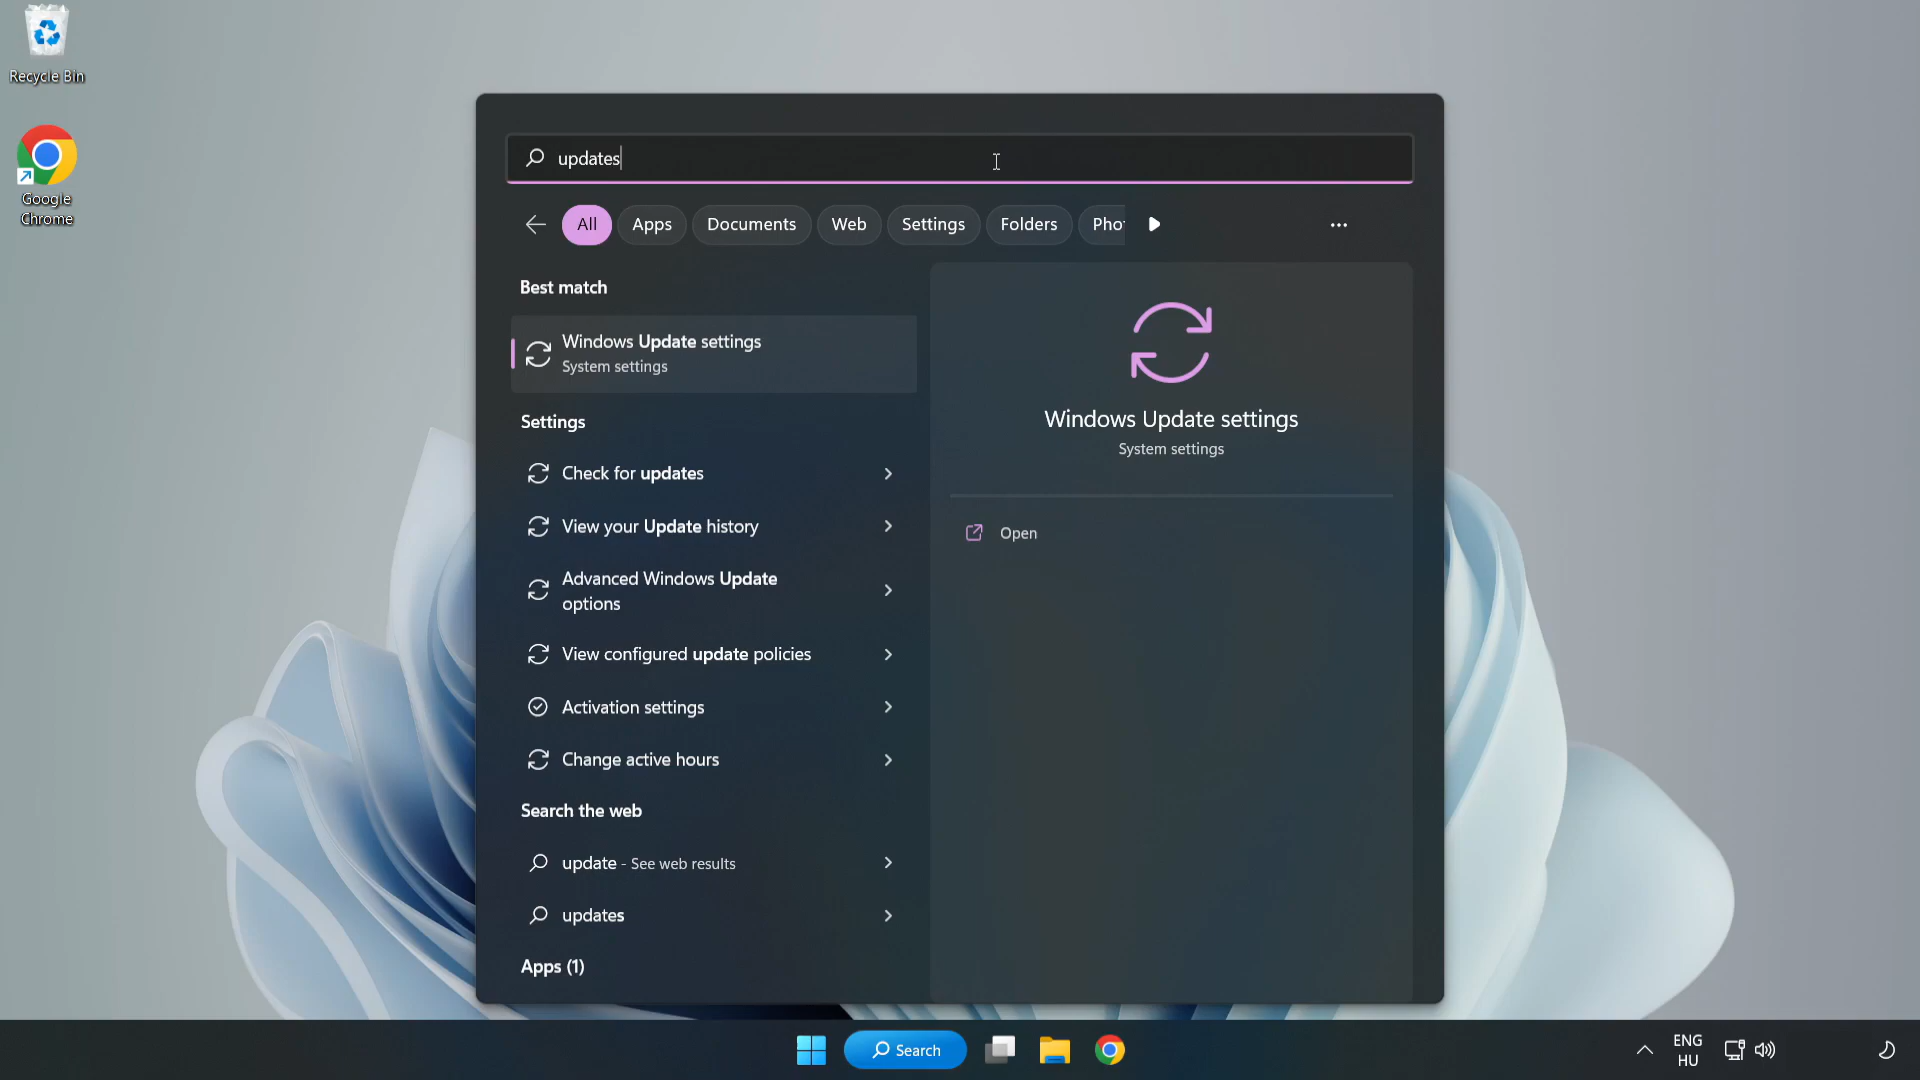 Recycle Bin
Google
Chrome
updates
All
Apps
Documents
Web
Settings
Folders
Pho
Best match
Windows Update settings
System settings
Settings
Check for updates
View your Update history
Advanced Windows Update
options
View configured update policies
Activation settings
Change active hours
Search the web
update - See web results
updates
Apps (1)
Windows Update settings
System settings
Open
Search
ENG
HU